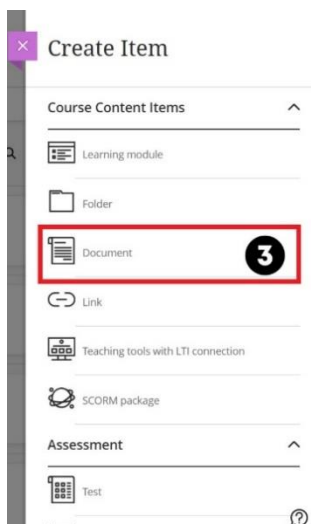 Create Item
Course Content Items
Learning module
Folder
Document
3
Link
Teaching tools with LTI connection
SCORM package
Assessment
Test
?